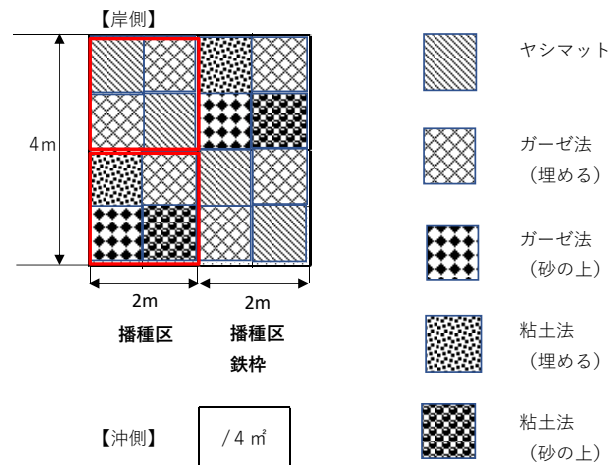 【岸側】
4m
2m
2m
播種区
播種区
鉄枠
【沖側】
/4 ㎡
ヤシマット
ガーゼ法
（埋める）
ガーゼ法
（砂の上）
粘土法
（埋める）
粘土法
（砂の上）